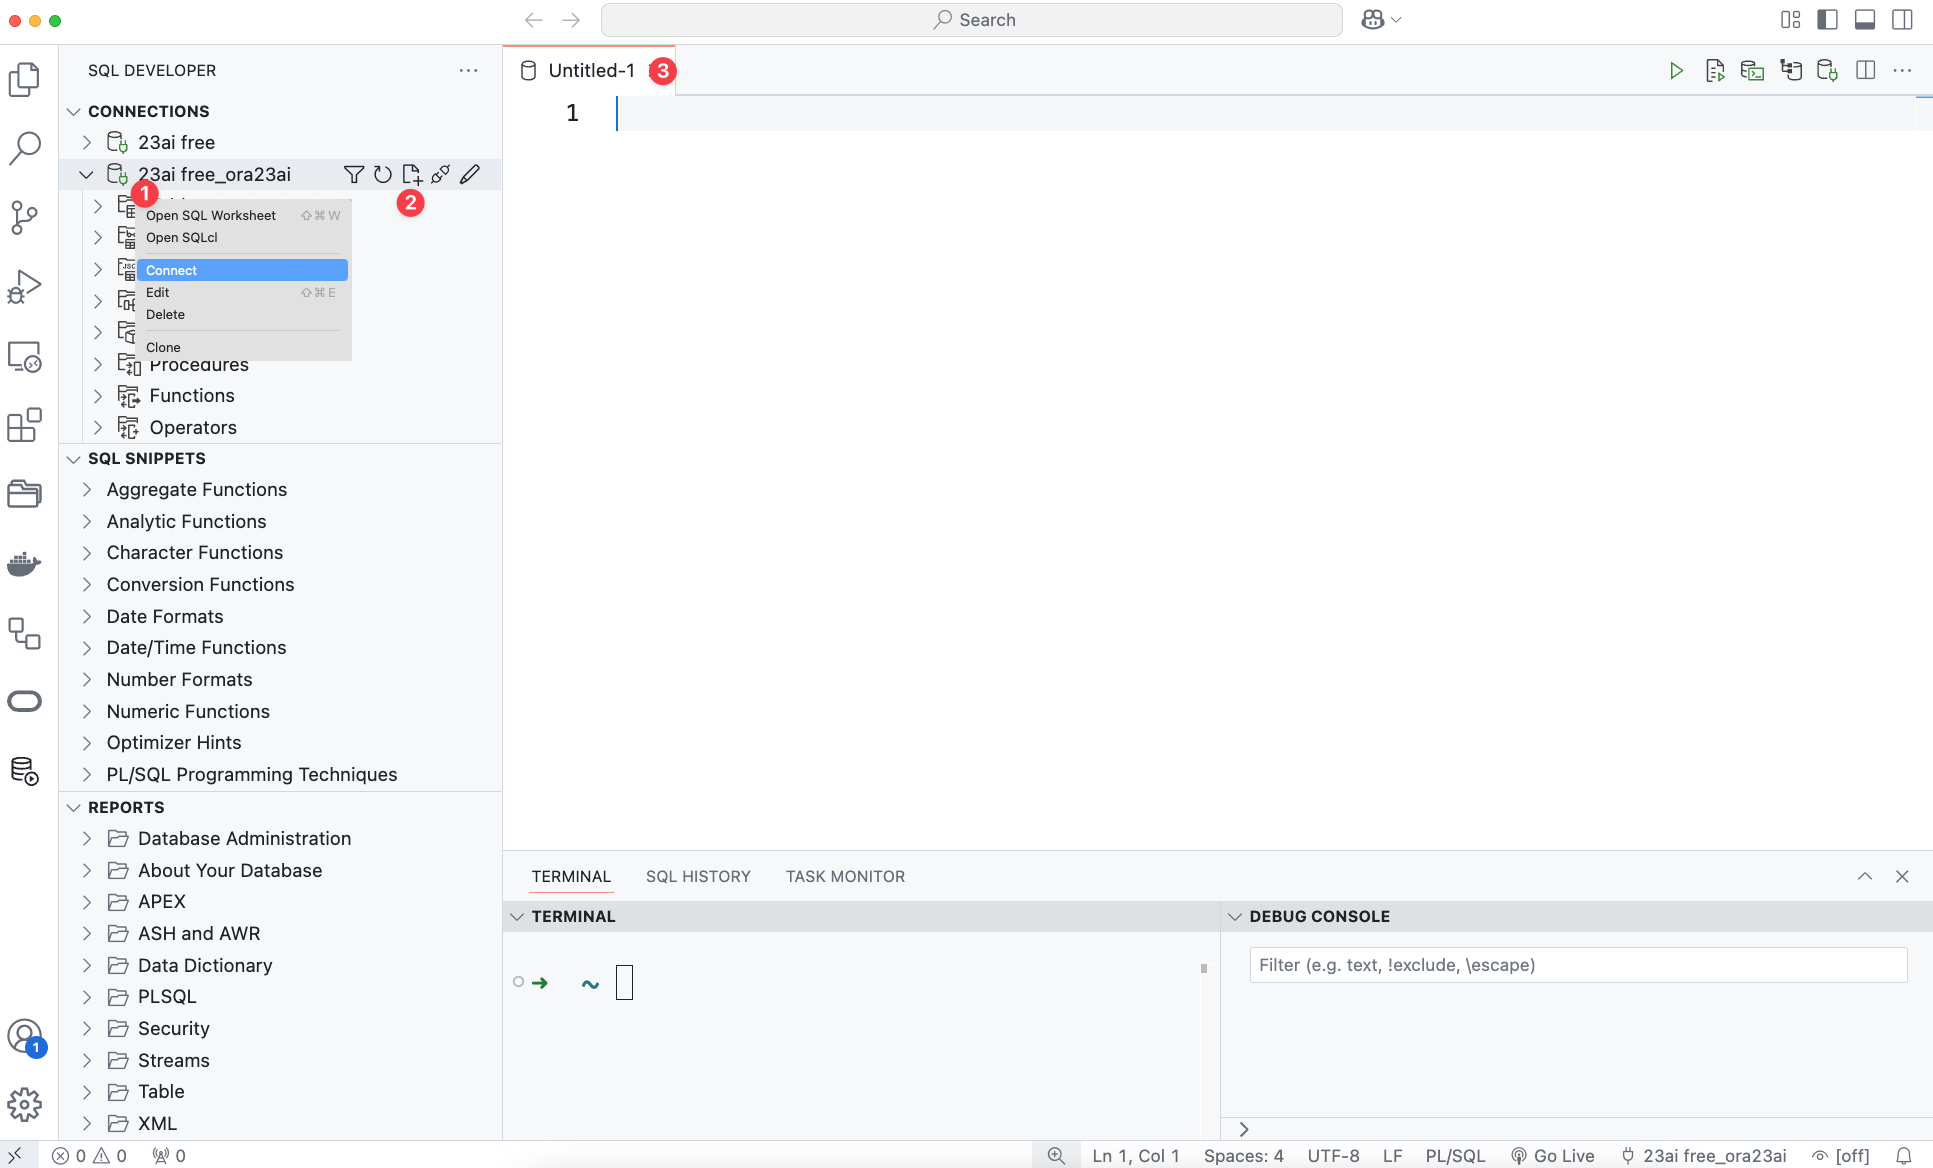 Search
SQL DEVELOPER
CONNECTIONS
23ai free
23ai free_ora23ai
1
2
Open SQL Worksheet ⇧⌘W
Open SQLcl
Connect
Edit ⇧⌘E
Delete
Clone
Procedures
Functions
Operators
SQL SNIPPETS
Aggregate Functions
Analytic Functions
Character Functions
Conversion Functions
Date Formats
Date/Time Functions
Number Formats
Numeric Functions
Optimizer Hints
PL/SQL Programming Techniques
REPORTS
Database Administration
About Your Database
APEX
ASH and AWR
Data Dictionary
PLSQL
Security
Streams
Table
XML
1
Untitled-1 3
1
TERMINAL SQL HISTORY TASK MONITOR
TERMINAL
~
DEBUG CONSOLE
Filter (e.g. text, !exclude, \escape)
0 0 0 Ln 1, Col 1 Spaces: 4 UTF-8 LF PL/SQL Go Live 23ai free_ora23ai [off]